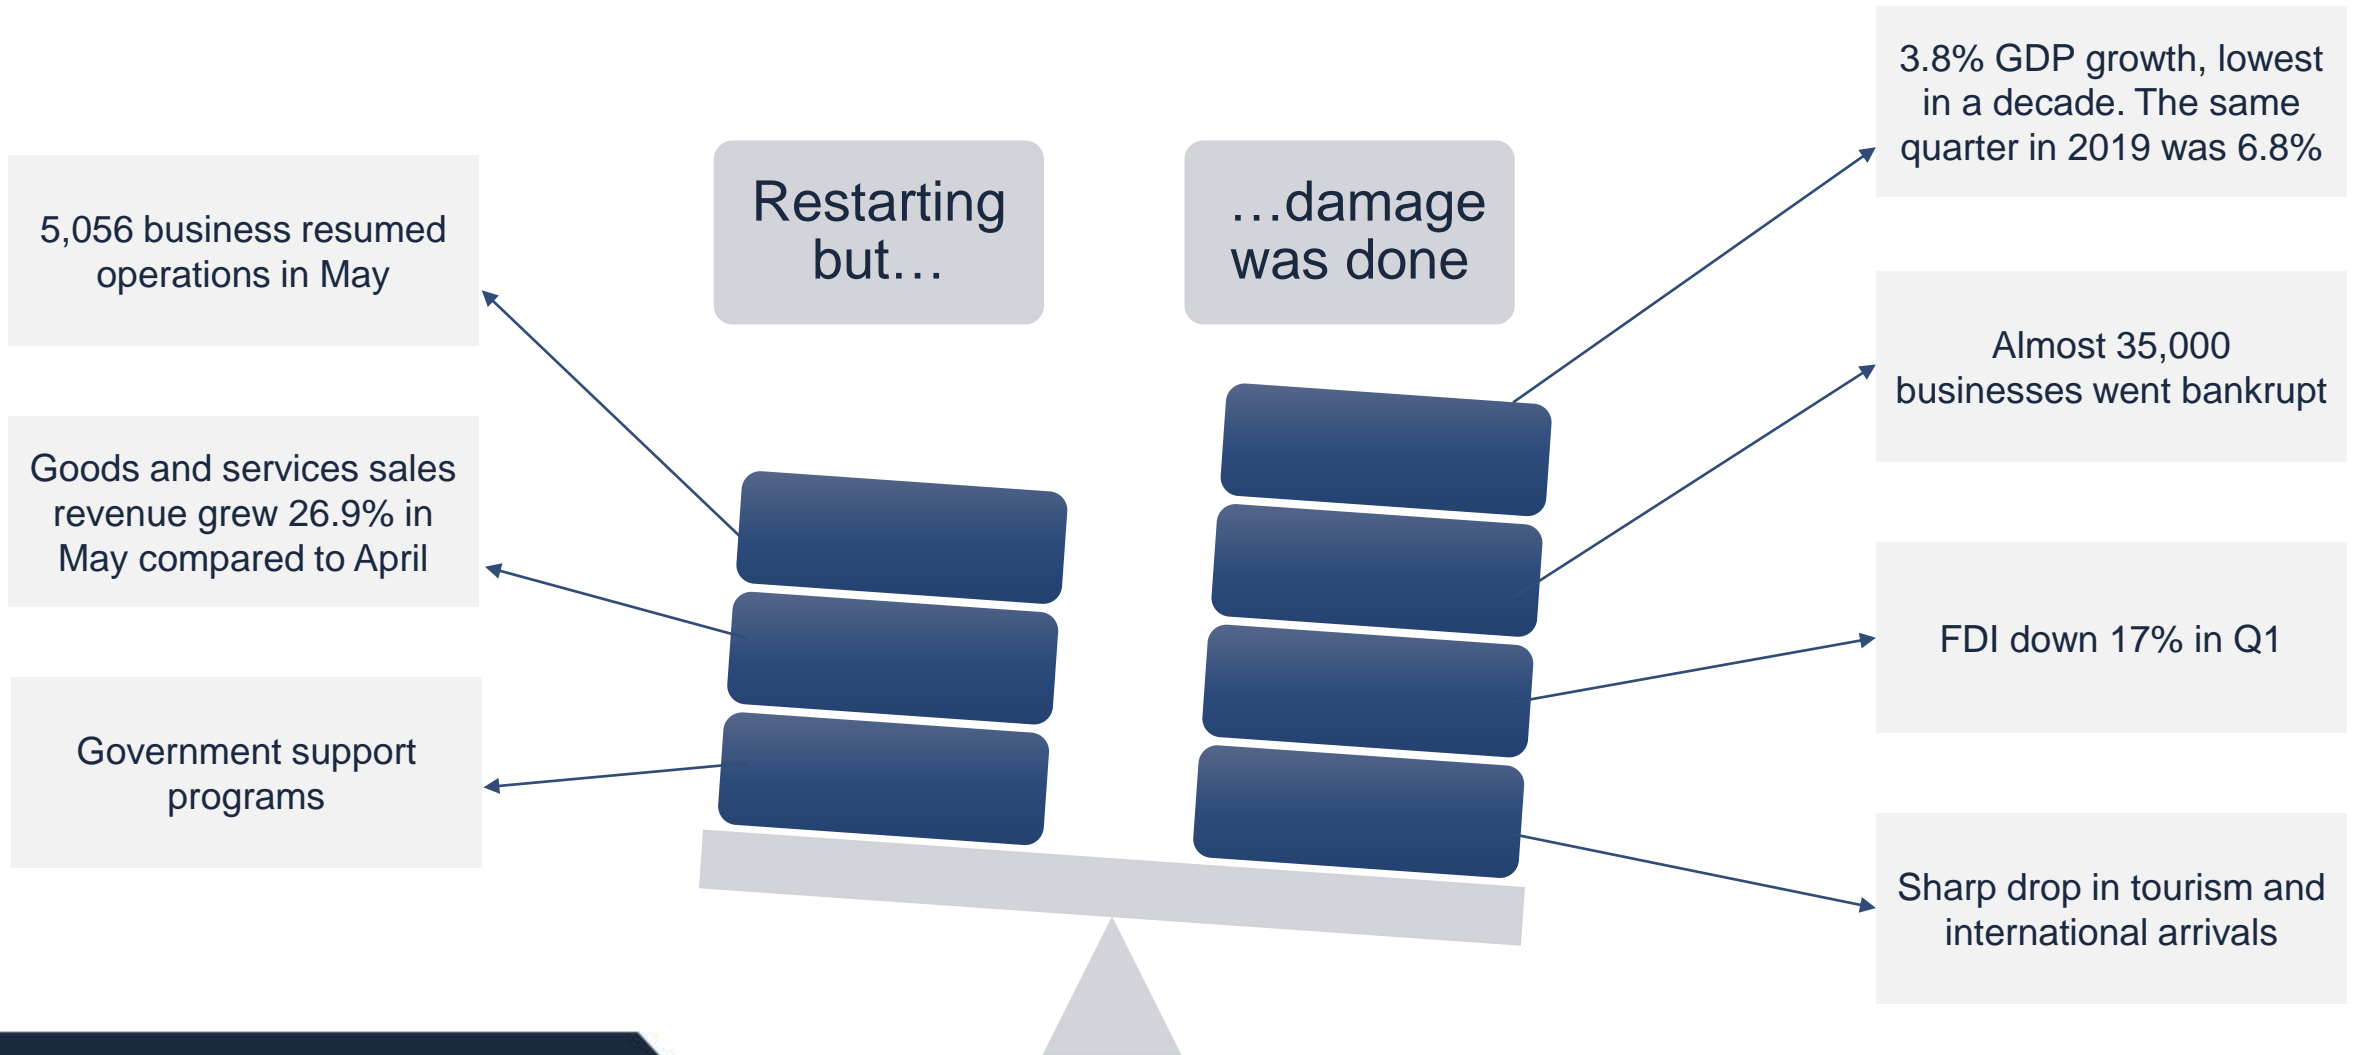 Restarting
but…
…damage
was done
5,056 business resumed
operations in May
Goods and services sales
revenue grew 26.9% in
May compared to April
Government support
programs
3.8% GDP growth, lowest
in a decade. The same
quarter in 2019 was 6.8%
Almost 35,000
businesses went bankrupt
FDI down 17% in Q1
Sharp drop in tourism and
international arrivals